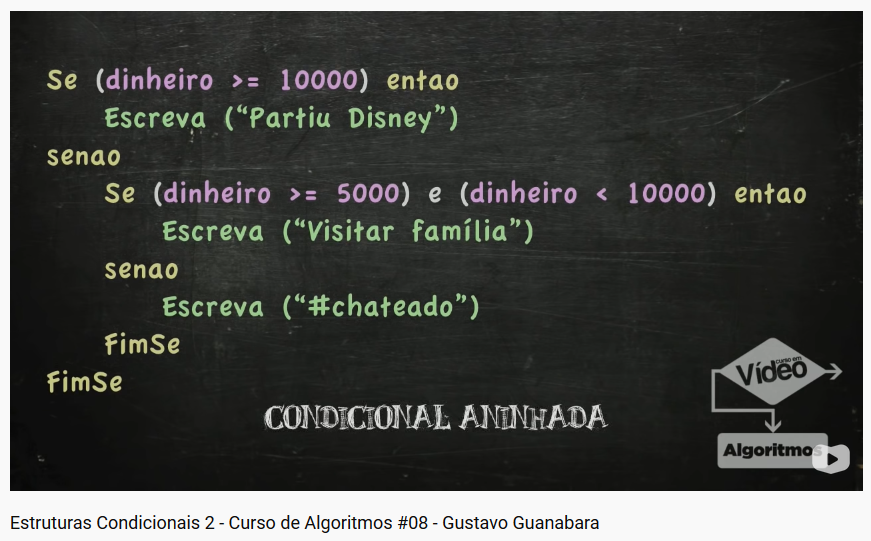 Se (dinheiro >= 10000) entao
Escreva (“Partiu Disney”)
senao
Se (dinheiro >= 5000) e (dinheiro < 10000) entao
Escreva (“Visitar família”)
senao
Escreva (“#chateado”)
FimSe
FimSe
CONDICIONAL ANINHADA
curso em
Vídeo
Algoritmos
Estruturas Condicionais 2 - Curso de Algoritmos #08 - Gustavo Guanabara